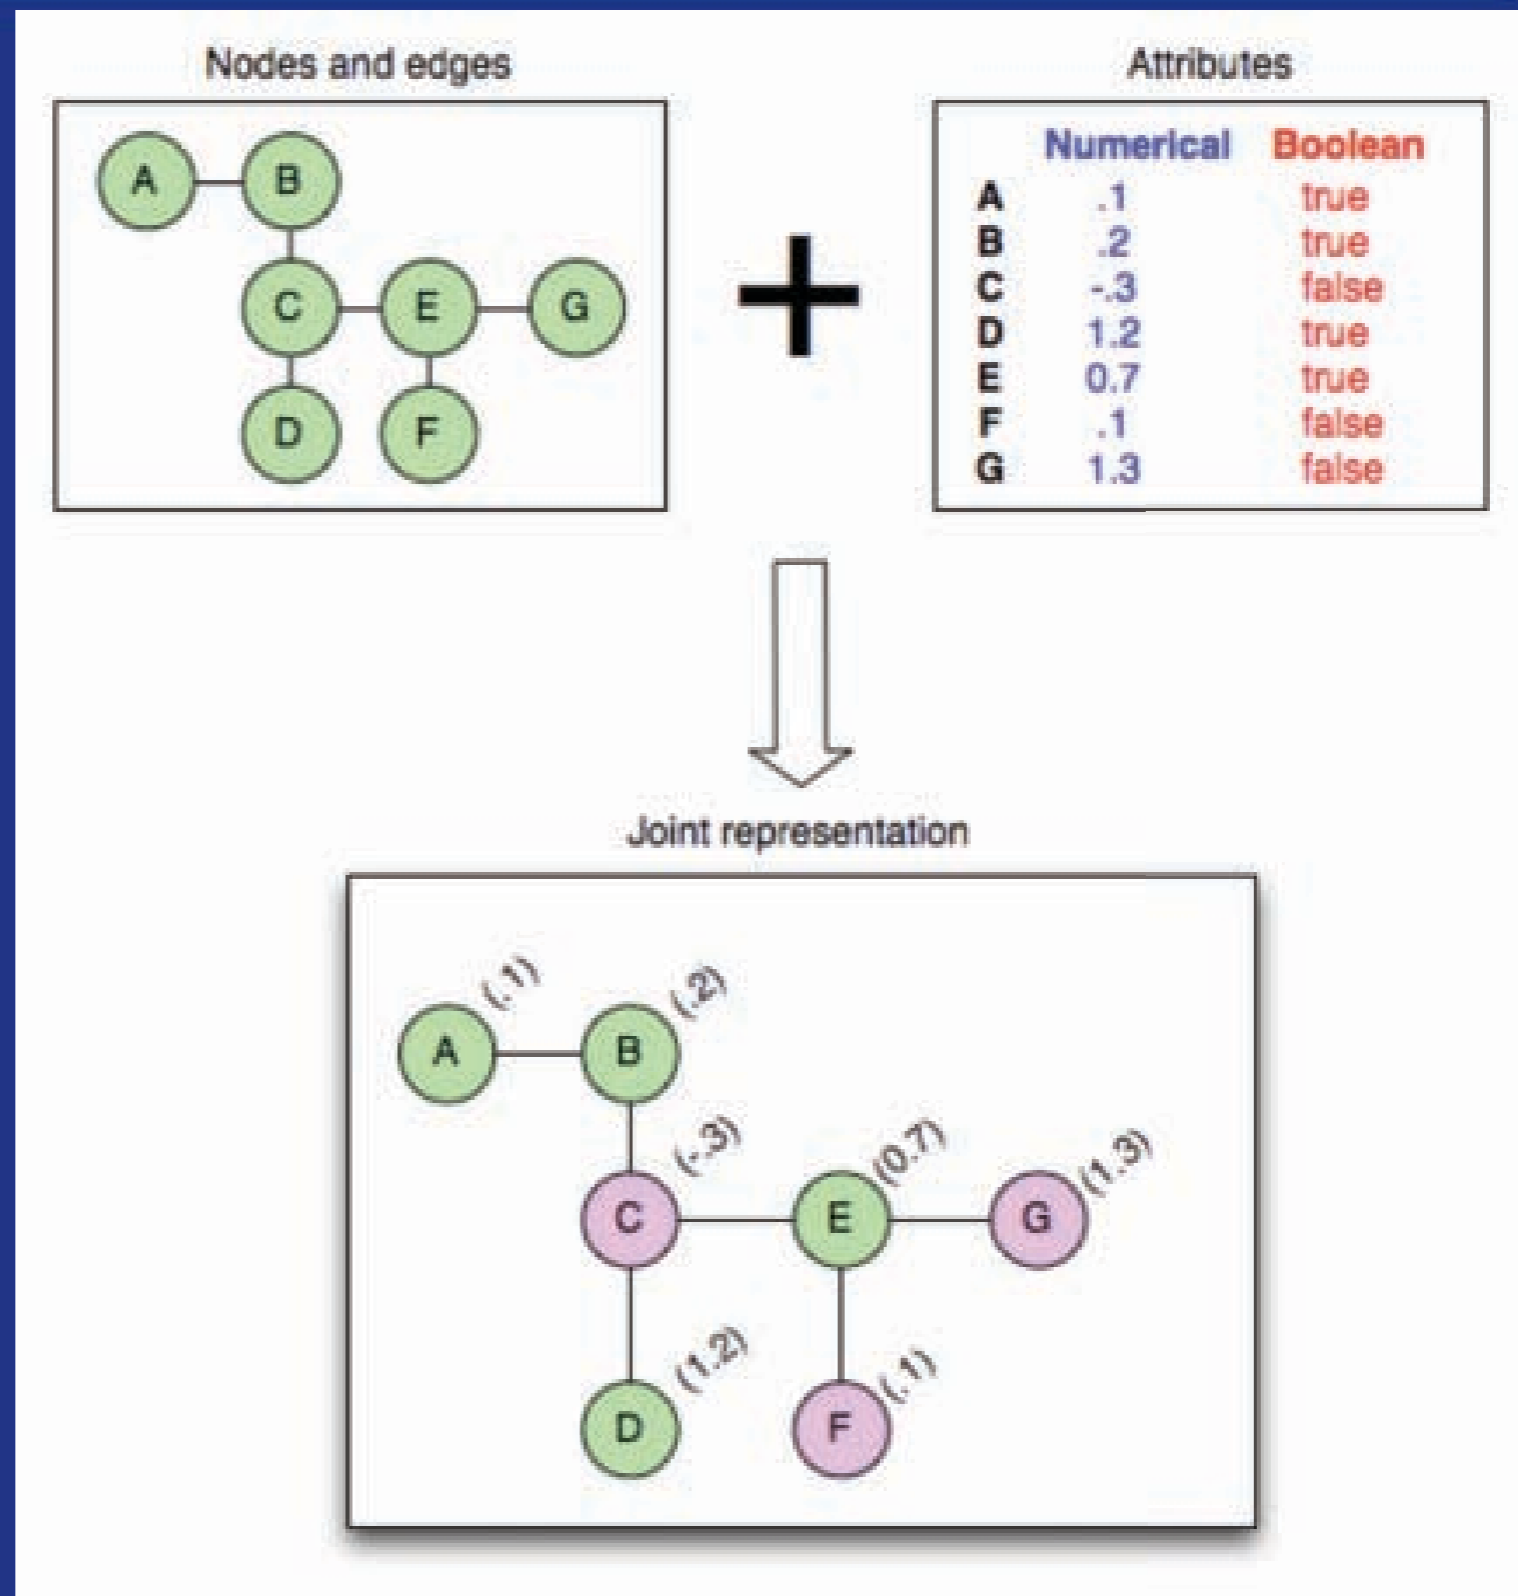 Nodes and edges
A
B
C
E
G
D
F
Attributes
Numerical Boolean
A .1 true
B .2 true
C -.3 false
D 1.2 true
E 0.7 true
F .1 false
G 1.3 false
Joint representation
(.1)
(.2)
A
B
(-.3)
(0.7)
(1.3)
C
E
G
(1.2)
(.1)
D
F